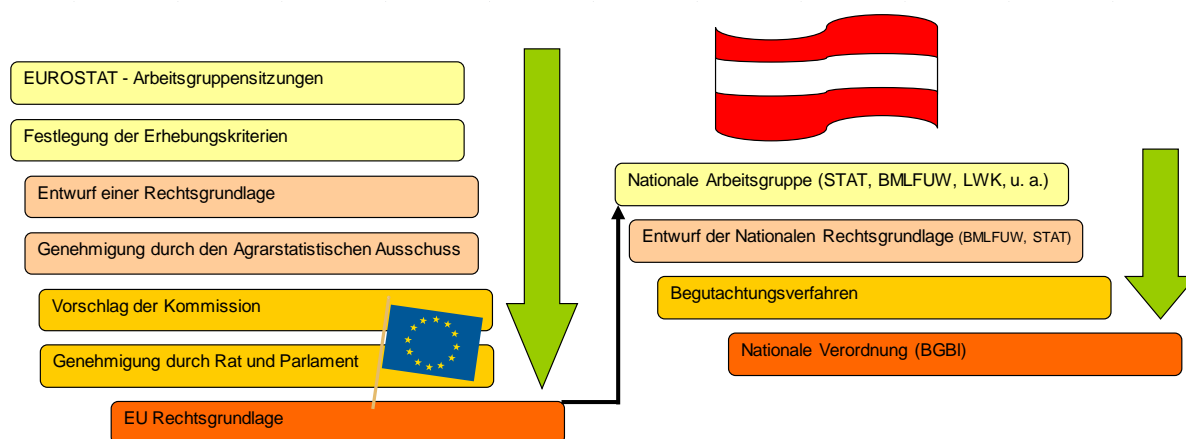 EUROSTAT - Arbeitsgruppensitzungen
Festlegung der Erhebungskriterien
Entwurf einer Rechtsgrundlage
Genehmigung durch den Agrarstatistischen Ausschuss
Vorschlag der Kommission
Genehmigung durch Rat und Parlament
EU Rechtsgrundlage
Nationale Arbeitsgruppe (STAT, BMLFUW, LWK, u. a.)
Entwurf der Nationalen Rechtsgrundlage (BMLFUW, STAT)
Begutachtungsverfahren
Nationale Verordnung (BGBl)